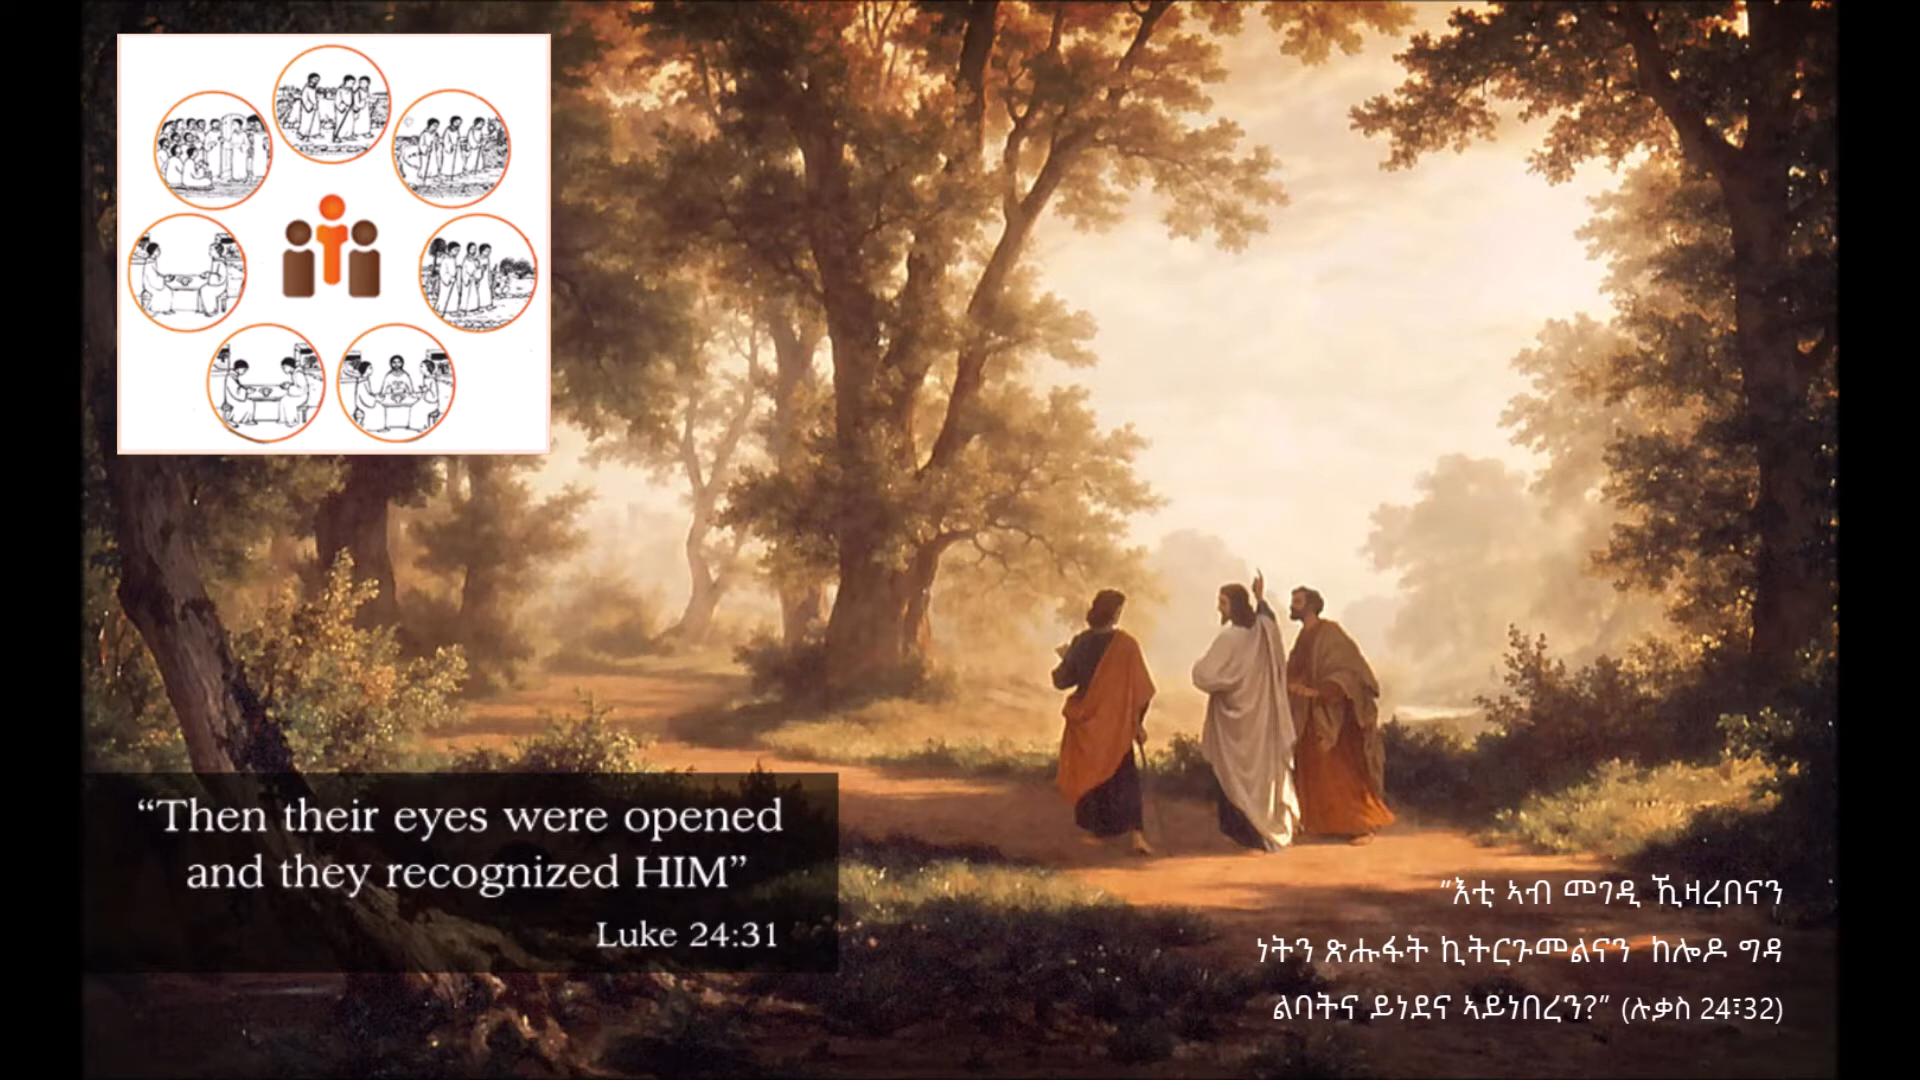 “Then their eyes were opened
and they recognized HIM”
Luke 24:31
“እቲ ኣብ መገዲ ኺዛረበናን
ነትን ጽሑፋት ኪትርጉመልናን ከሎዶ ግዳ
ልባትና ይነደና ኣይነበረን?” (ሉቃስ 24፣32)